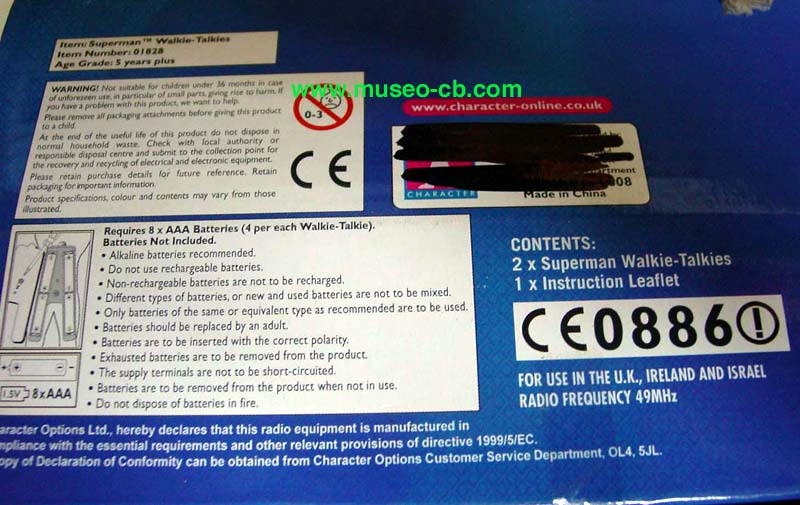 Item: Superman™ Walkie-Talkies
Item Number: 01828
Age Grade: 5 years plus
WARNING! Not suitable for children under 36 months in case
of unforeseen use, in particular of small parts, giving rise to harm. If
you have a problem with this product, we want to help.
Please remove all packaging attachments before giving this product
to a child.
At the end of the useful life of this product do not dispose in
normal household waste. Check with local authority or
responsible disposal centre and submit to the collection point for
the recovery and recycling of electrical and electronic equipment.
Please retain purchase details for future reference. Retain
packaging for important information.
Product specifications, colour and contents may vary from those
illustrated.
0-3
CE
www.museo-cb.com
www.character-online.co.uk
CHARACTER
Made in China
Requires 8 x AAA Batteries (4 per each Walkie-Talkie).
Batteries Not Included.
• Alkaline batteries recommended.
• Do not use rechargeable batteries.
• Non-rechargeable batteries are not to be recharged.
• Different types of batteries, or new and used batteries are not to be mixed.
• Only batteries of the same or equivalent type as recommended are to be used.
• Batteries should be replaced by an adult.
• Batteries are to be inserted with the correct polarity.
• Exhausted batteries are to be removed from the product.
• The supply terminals are not to be short-circuited.
• Batteries are to be removed from the product when not in use.
• Do not dispose of batteries in fire.
+ -
1.5V 8xAAA
CONTENTS:
2 x Superman Walkie-Talkies
1 x Instruction Leaflet
CE0886!
FOR USE IN THE U.K., IRELAND AND ISRAEL
RADIO FREQUENCY 49MHz
aracter Options Ltd., hereby declares that this radio equipment is manufactured in
mpliance with the essential requirements and other relevant provisions of directive 1999/5/EC.
opy of Declaration of Conformity can be obtained from Character Options Customer Service Department, OL4, 5JL.